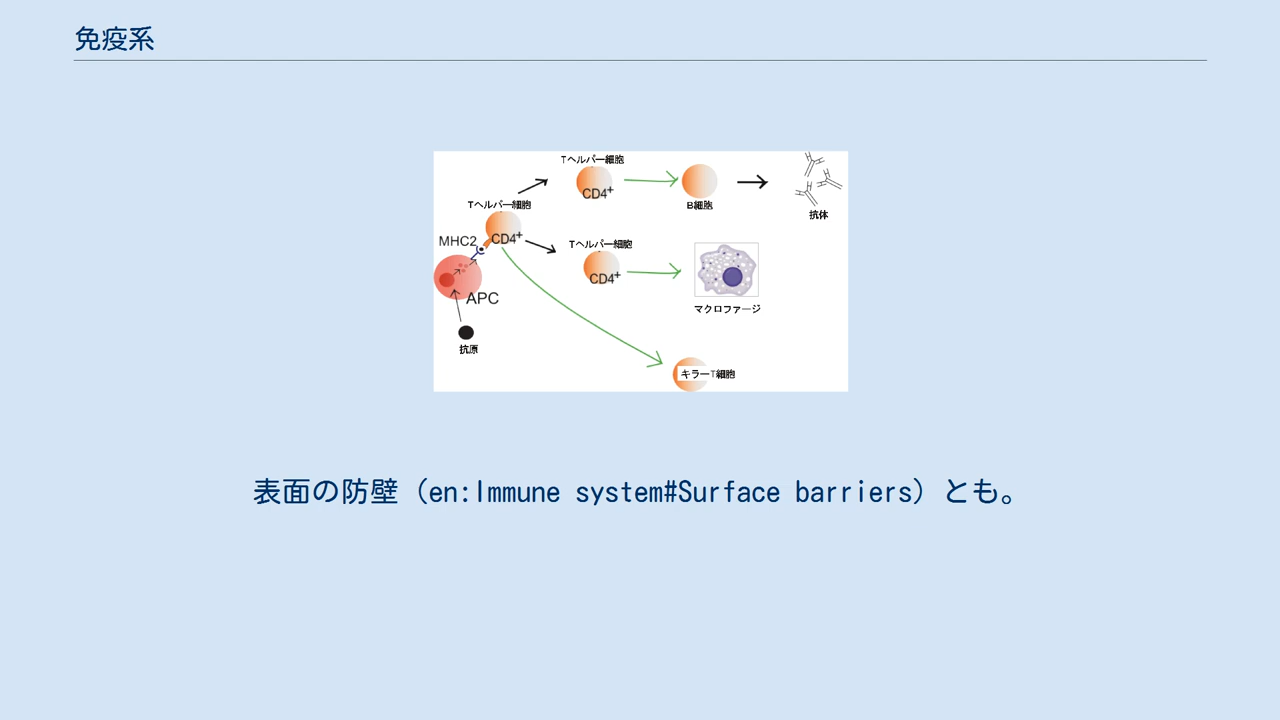 免疫系
Tヘルパー細胞
CD4+
B細胞
抗体
Tヘルパー細胞
CD4+
MHC2
Tヘルパー細胞
CD4+
APC
マクロファージ
抗原
キラーT細胞
表面の防壁（en:Immune system#Surface barriers）とも。